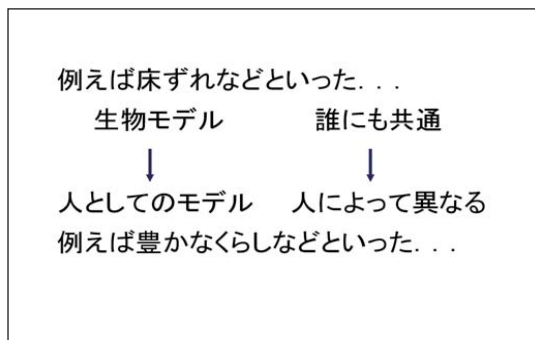 例えば床ずれなどといった. . .
生物モデル 誰にも共通
人としてのモデル 人によって異なる
例えば豊かなくらしなどといった. . .